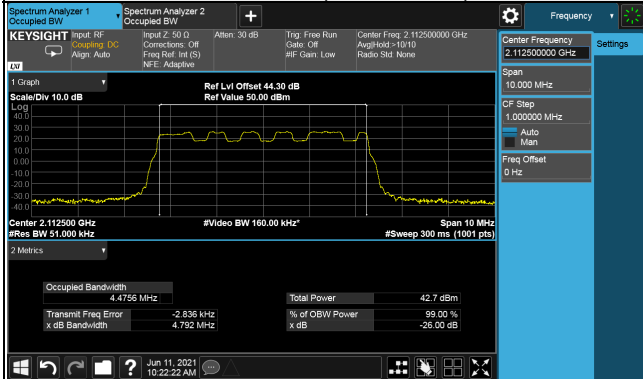 Spectrum Analyzer 1
Occupied BW
Spectrum Analyzer 2
Occupied BW
Frequency
KEYSIGHT
Input: RF
Coupling: DC
Align: Auto
Input Z: 50 Ω
Corrections: Off
Freq Ref: Int (S)
NFE: Adaptive
Atten: 30 dB
Trig: Free Run
Gate: Off
#IF Gain: Low
Center Freq: 2.112500000 GHz
Avg|Hold:>10/10
Radio Std: None
LXI
Center Frequency
2.112500000 GHz
Settings
Span
10.000 MHz
CF Step
1.000000 MHz
Auto
Man
Freq Offset
0 Hz
1 Graph
Scale/Div 10.0 dB
Ref Lvl Offset 44.30 dB
Ref Value 50.00 dBm
Log
40.0
30.0
20.0
10.0
0.00
-10.0
-20.0
-30.0
-40.0
Center 2.112500 GHz
#Res BW 51.000 kHz
#Video BW 160.00 kHz*
Span 10 MHz
#Sweep 300 ms (1001 pts)
2 Metrics
Occupied Bandwidth
4.4756 MHz
Total Power 42.7 dBm
Transmit Freq Error -2.836 kHz
% of OBW Power 99.00 %
x dB Bandwidth 4.792 MHz
x dB -26.00 dB
?
Jun 11, 2021
10:22:22 AM